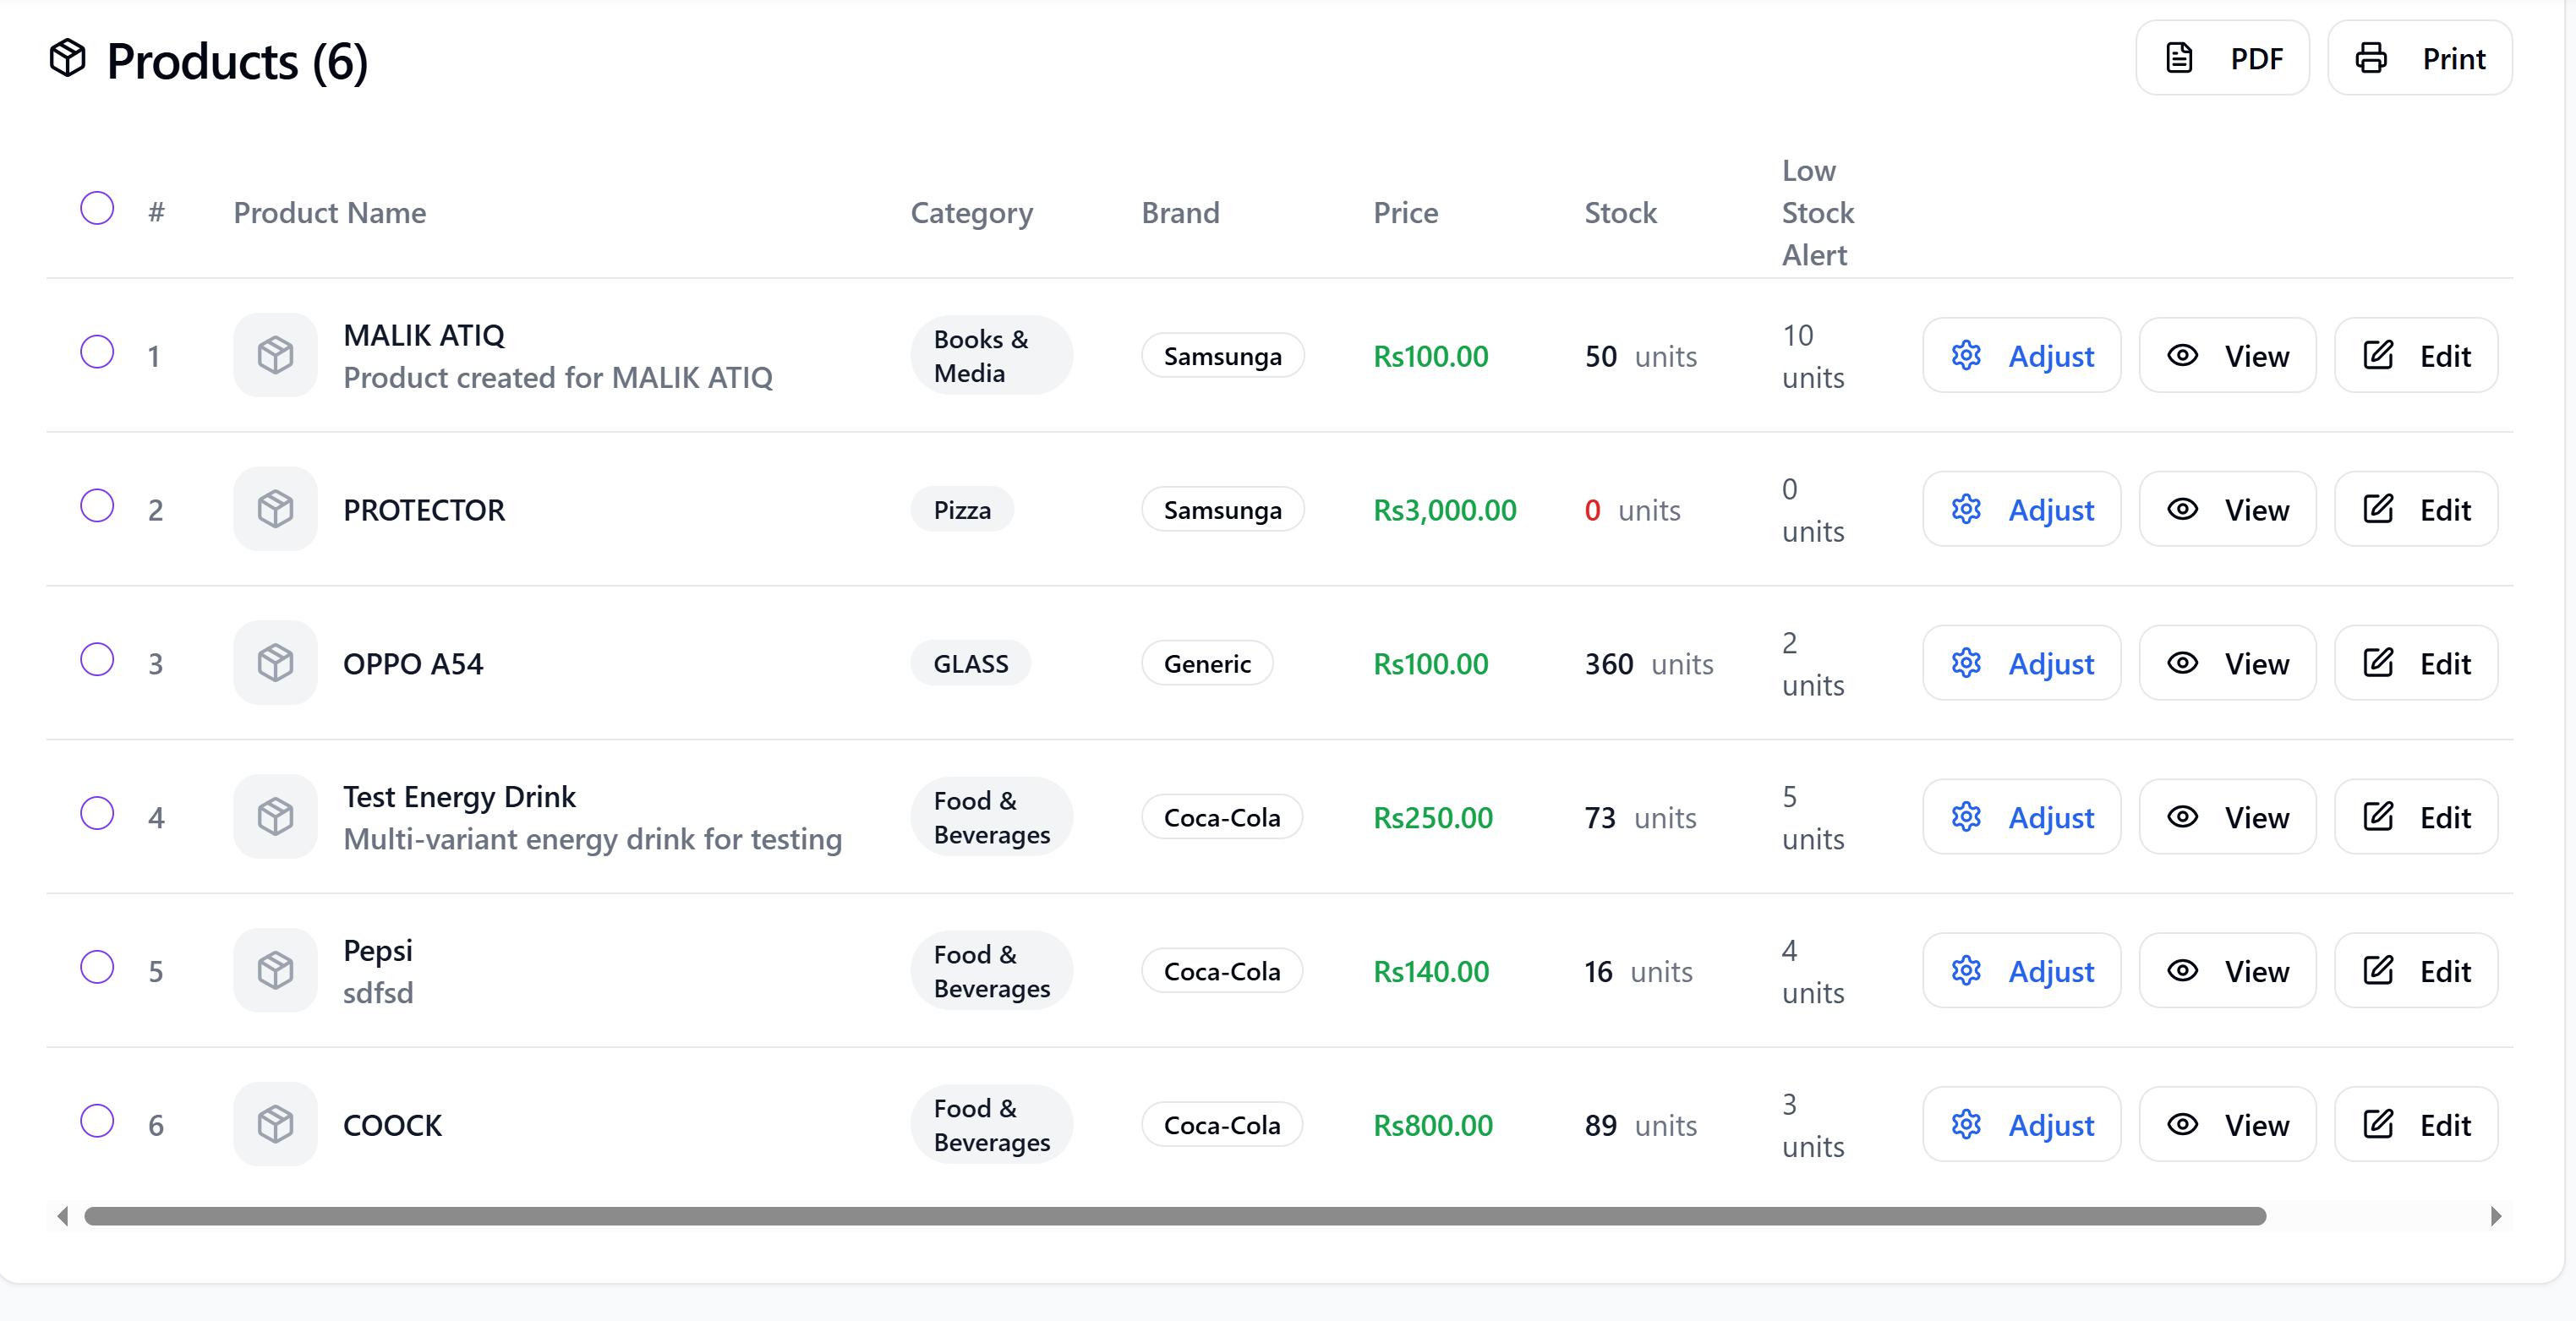 Products (6)
PDF
Print
# Product Name Category Brand Price Stock Low Stock Alert
1 MALIK ATIQ
Product created for MALIK ATIQ
Books & Media
Samsunga
Rs100.00
50 units
10 units
Adjust View Edit
2 PROTECTOR
Pizza
Samsunga
Rs3,000.00
0 units
0 units
Adjust View Edit
3 OPPO A54
GLASS
Generic
Rs100.00
360 units
2 units
Adjust View Edit
4 Test Energy Drink
Multi-variant energy drink for testing
Food & Beverages
Coca-Cola
Rs250.00
73 units
5 units
Adjust View Edit
5 Pepsi
sdfsd
Food & Beverages
Coca-Cola
Rs140.00
16 units
4 units
Adjust View Edit
6 COOCK
Food & Beverages
Coca-Cola
Rs800.00
89 units
3 units
Adjust View Edit